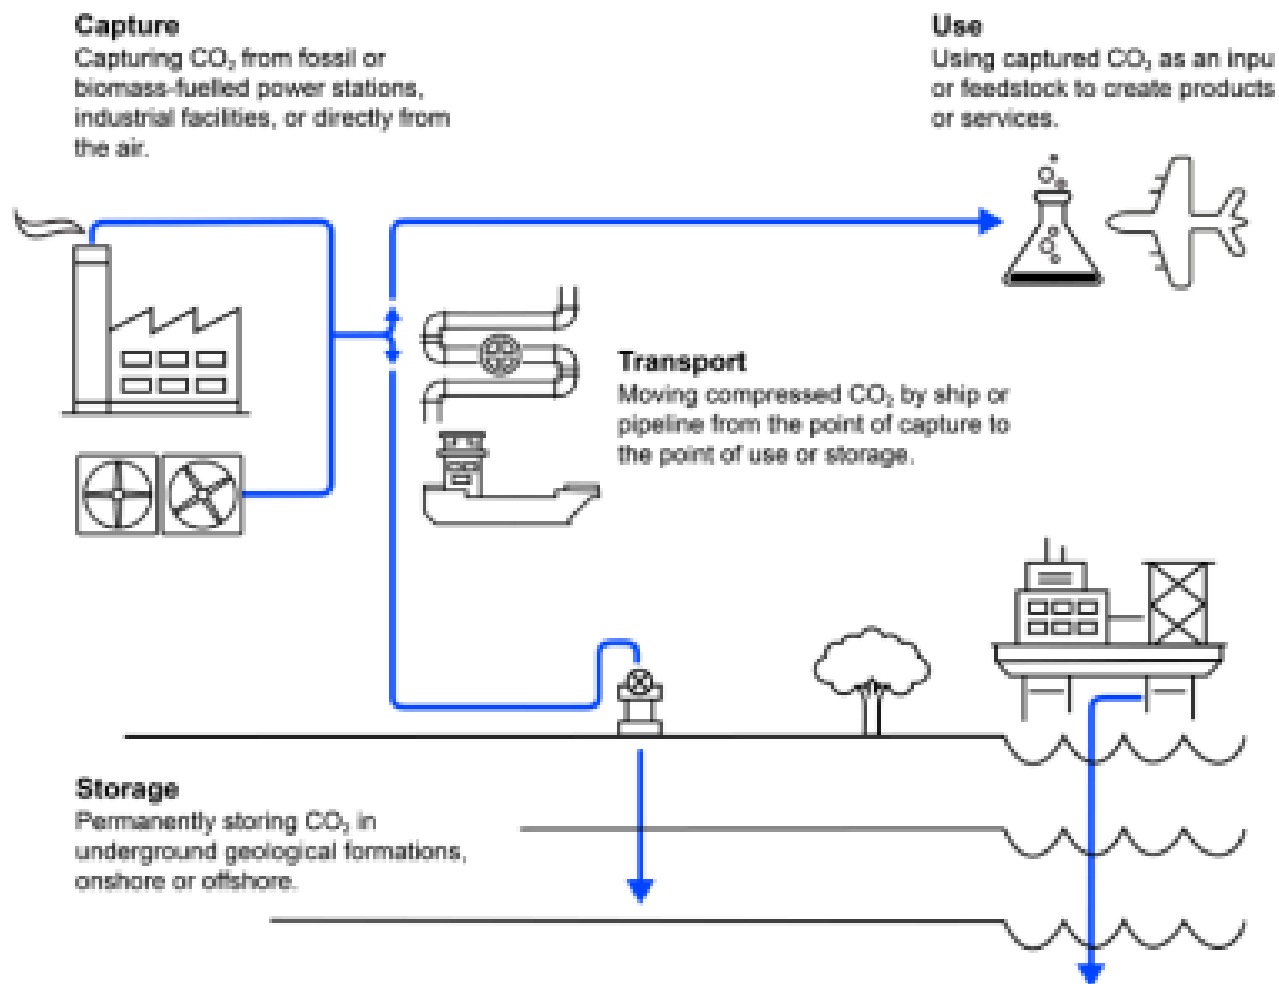 Capture
Capturing CO₂ from fossil or
biomass-fuelled power stations,
industrial facilities, or directly from
the air.
Use
Using captured CO₂ as an inpu
or feedstock to create products
or services.
Transport
Moving compressed CO₂ by ship or
pipeline from the point of capture to
the point of use or storage.
Storage
Permanently storing CO₂ in
underground geological formations,
onshore or offshore.